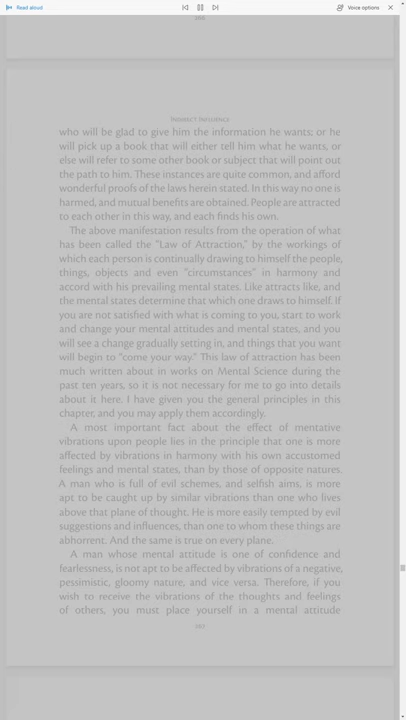 Read aloud
Voice options
Indirect Influence
who will be glad to give him the information he wants; or he
will pick up a book that will either tell him what he wants, or
else will refer to some other book or subject that will point out
the path to him. These instances are quite common, and afford
wonderful proofs of the laws herein stated. In this way no one is
harmed, and mutual benefits are obtained. People are attracted
to each other in this way, and each finds his own.
The above manifestation results from the operation of what
has been called the "Law of Attraction," by the workings of
which each person is continually drawing to himself the people,
things, objects and even "circumstances" in harmony and
accord with his prevailing mental states. Like attracts like, and
the mental states determine that which one draws to himself. If
you are not satisfied with what is coming to you, start to work
and change your mental attitudes and mental states, and you
will see a change gradually setting in, and things that you want
will begin to "come your way." This law of attraction has been
much written about in works on Mental Science during the
past ten years, so it is not necessary for me to go into details
about it here. I have given you the general principles in this
chapter, and you may apply them accordingly.
A most important fact about the effect of mentative
vibrations upon people lies in the principle that one is more
affected by vibrations in harmony with his own accustomed
feelings and mental states, than by those of opposite natures.
A man who is full of evil schemes, and selfish aims, is more
apt to be caught up by similar vibrations than one who lives
above that plane of thought. He is more easily tempted by evil
suggestions and influences, than one to whom these things are
abhorrent. And the same is true on every plane.
A man whose mental attitude is one of confidence and
fearlessness, is not apt to be affected by vibrations of a negative,
pessimistic, gloomy nature, and vice versa. Therefore, if you
wish to receive the vibrations of the thoughts and feelings
of others, you must place yourself in a mental attitude